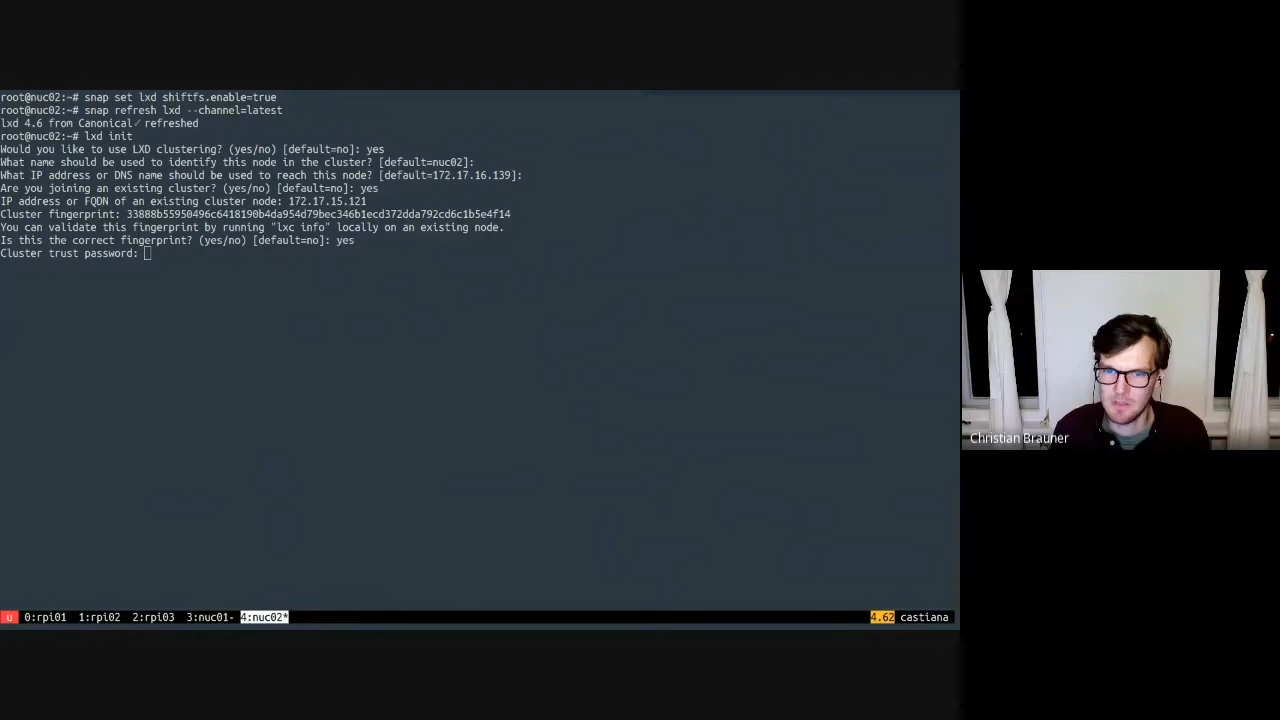 root@nuc02:~# snap set lxd shiftfs.enable=true
root@nuc02:~# snap refresh lxd --channel=latest
lxd 4.6 from Canonical✓ refreshed
root@nuc02:~# lxd init
Would you like to use LXD clustering? (yes/no) [default=no]: yes
What name should be used to identify this node in the cluster? [default=nuc02]:
What IP address or DNS name should be used to reach this node? [default=172.17.16.139]:
Are you joining an existing cluster? (yes/no) [default=no]: yes
IP address or FQDN of an existing cluster node: 172.17.15.121
Cluster fingerprint: 33888b55950496c6418190b4da954d79bec346b1ecd372dda792cd6c1b5e4f14
You can validate this fingerprint by running "lxc info" locally on an existing node.
Is this the correct fingerprint? (yes/no) [default=no]: yes
Cluster trust password:
Christian Brauner
u 0:rpi01 1:rpi02 2:rpi03 3:nuc01- 4:nuc02* 4.62 castiana